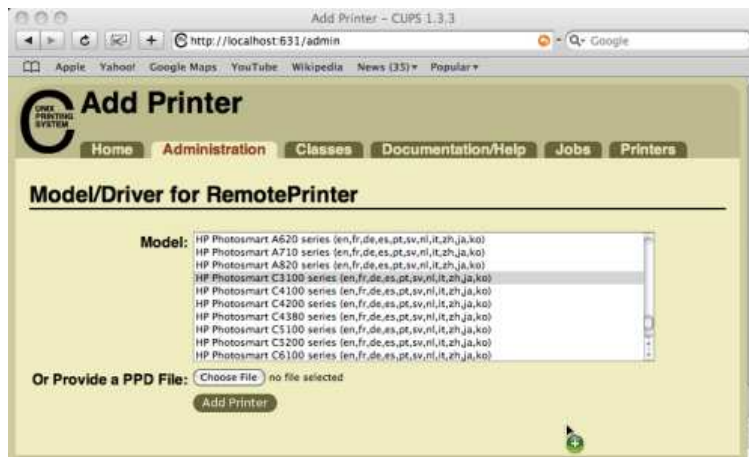 Add Printer – CUPS 1.3.3
http://localhost:631/admin
Google
Apple Yahoo! Google Maps YouTube Wikipedia News (35) Popular
UNIX PRINTING SYSTEM
Add Printer
Home Administration Classes Documentation/Help Jobs Printers
Model/Driver for RemotePrinter
Model:
HP Photosmart A620 series (en,fr,de,es,pt,sv,nl,it,zh,ja,ko)
HP Photosmart A710 series (en,fr,de,es,pt,sv,nl,it,zh,ja,ko)
HP Photosmart A820 series (en,fr,de,es,pt,sv,nl,it,zh,ja,ko)
HP Photosmart C3100 series (en,fr,de,es,pt,sv,nl,it,zh,ja,ko)
HP Photosmart C4100 series (en,fr,de,es,pt,sv,nl,it,zh,ja,ko)
HP Photosmart C4200 series (en,fr,de,es,pt,sv,nl,it,zh,ja,ko)
HP Photosmart C4380 series (en,fr,de,es,pt,sv,nl,it,zh,ja,ko)
HP Photosmart C5100 series (en,fr,de,es,pt,sv,nl,it,zh,ja,ko)
HP Photosmart C5200 series (en,fr,de,es,pt,sv,nl,it,zh,ja,ko)
HP Photosmart C6100 series (en,fr,de,es,pt,sv,nl,it,zh,ja,ko)
Or Provide a PPD File: Choose File no file selected
Add Printer